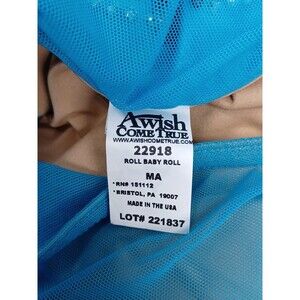 A Wish
COME TRUE
WWW.AWISHCOMETRUE.COM
22918
ROLL BABY ROLL
MA
RN# 151112
BRISTOL, PA 19007
MADE IN THE USA
LOT# 221837